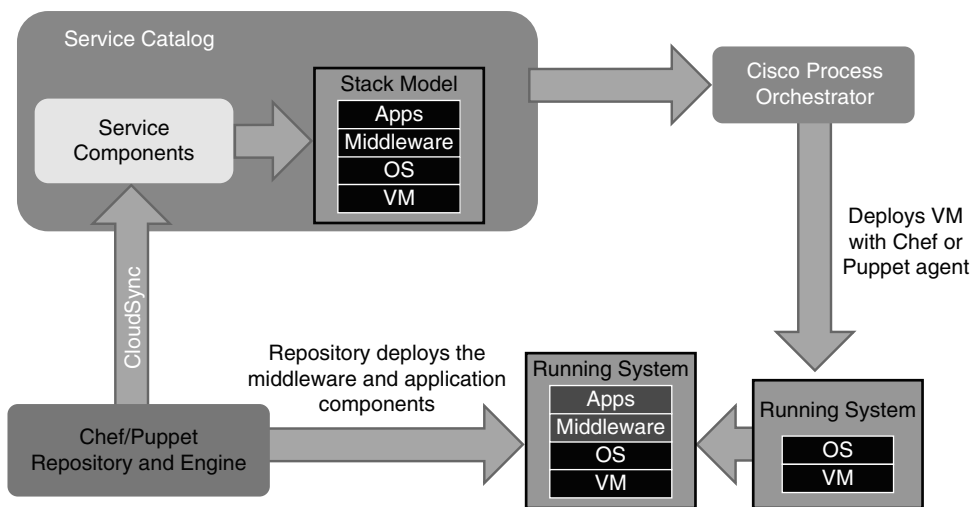 Service Catalog
Service
Components
Stack Model
Apps
Middleware
OS
VM
Cisco Process
Orchestrator
Deploys VM
with Chef or
Puppet agent
CloudSync
Chef/Puppet
Repository and Engine
Repository deploys the
middleware and application
components
Running System
Apps
Middleware
OS
VM
Running System
OS
VM